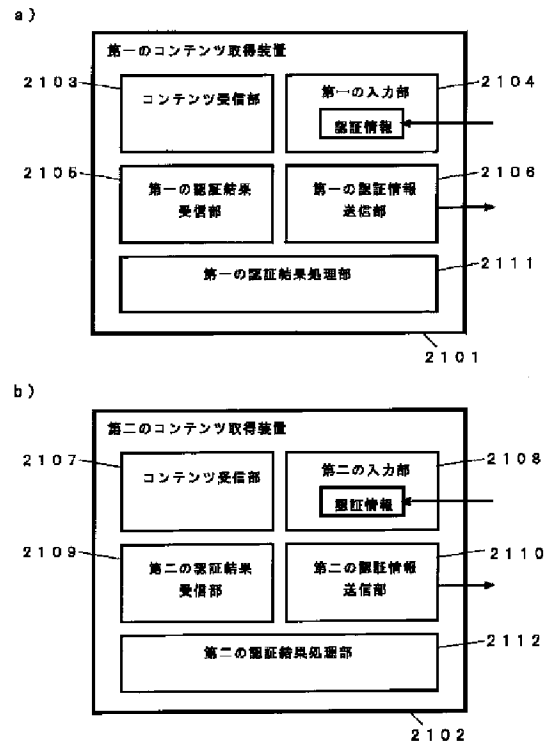 a)
第一のコンテンツ取得装置
2103
コンテンツ受信部
第一の入力部
認証情報
2104
2105
第一の認証結果
受信部
第一の認証情報
送信部
2106
第一の認証結果処理部
2111
2101
b)
第二のコンテンツ取得装置
2107
コンテンツ受信部
第二の入力部
認証情報
2108
2109
第二の認証結果
受信部
第二の認証情報
送信部
2110
第二の認証結果処理部
2112
2102